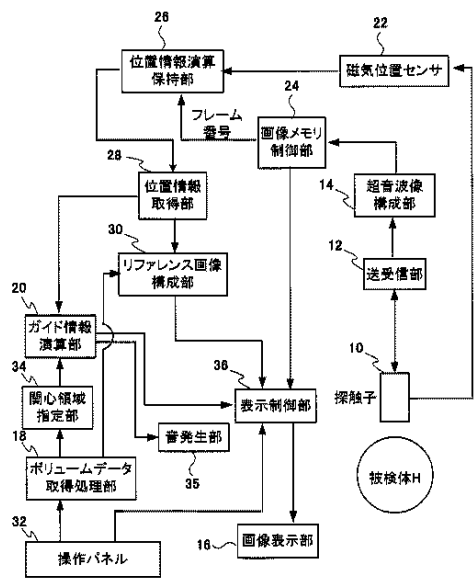 26
位置情報演算
保持部
22
磁気位置センサ
フレーム
番号
24
画像メモリ
制御部
28
位置情報
取得部
14
超音波像
構成部
30
リファレンス画像
構成部
12
送受信部
20
ガイド情報
演算部
34
関心領域
指定部
36
表示制御部
10
探触子
18
ボリュームデータ
取得処理部
音発生部
35
被検体H
32
操作パネル
16
画像表示部